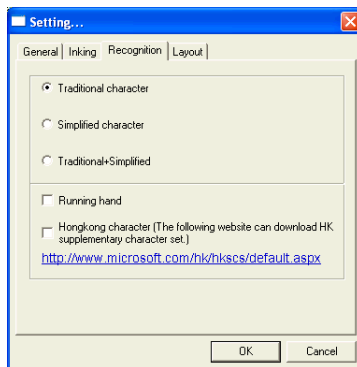 Setting...
General Inking Recognition Layout
Traditional character
Simplified character
Traditional+Simplified
Running hand
Hongkong character (The following website can download HK
supplementary character set.)
http://www.microsoft.com/hk/hkscs/default.aspx
OK Cancel